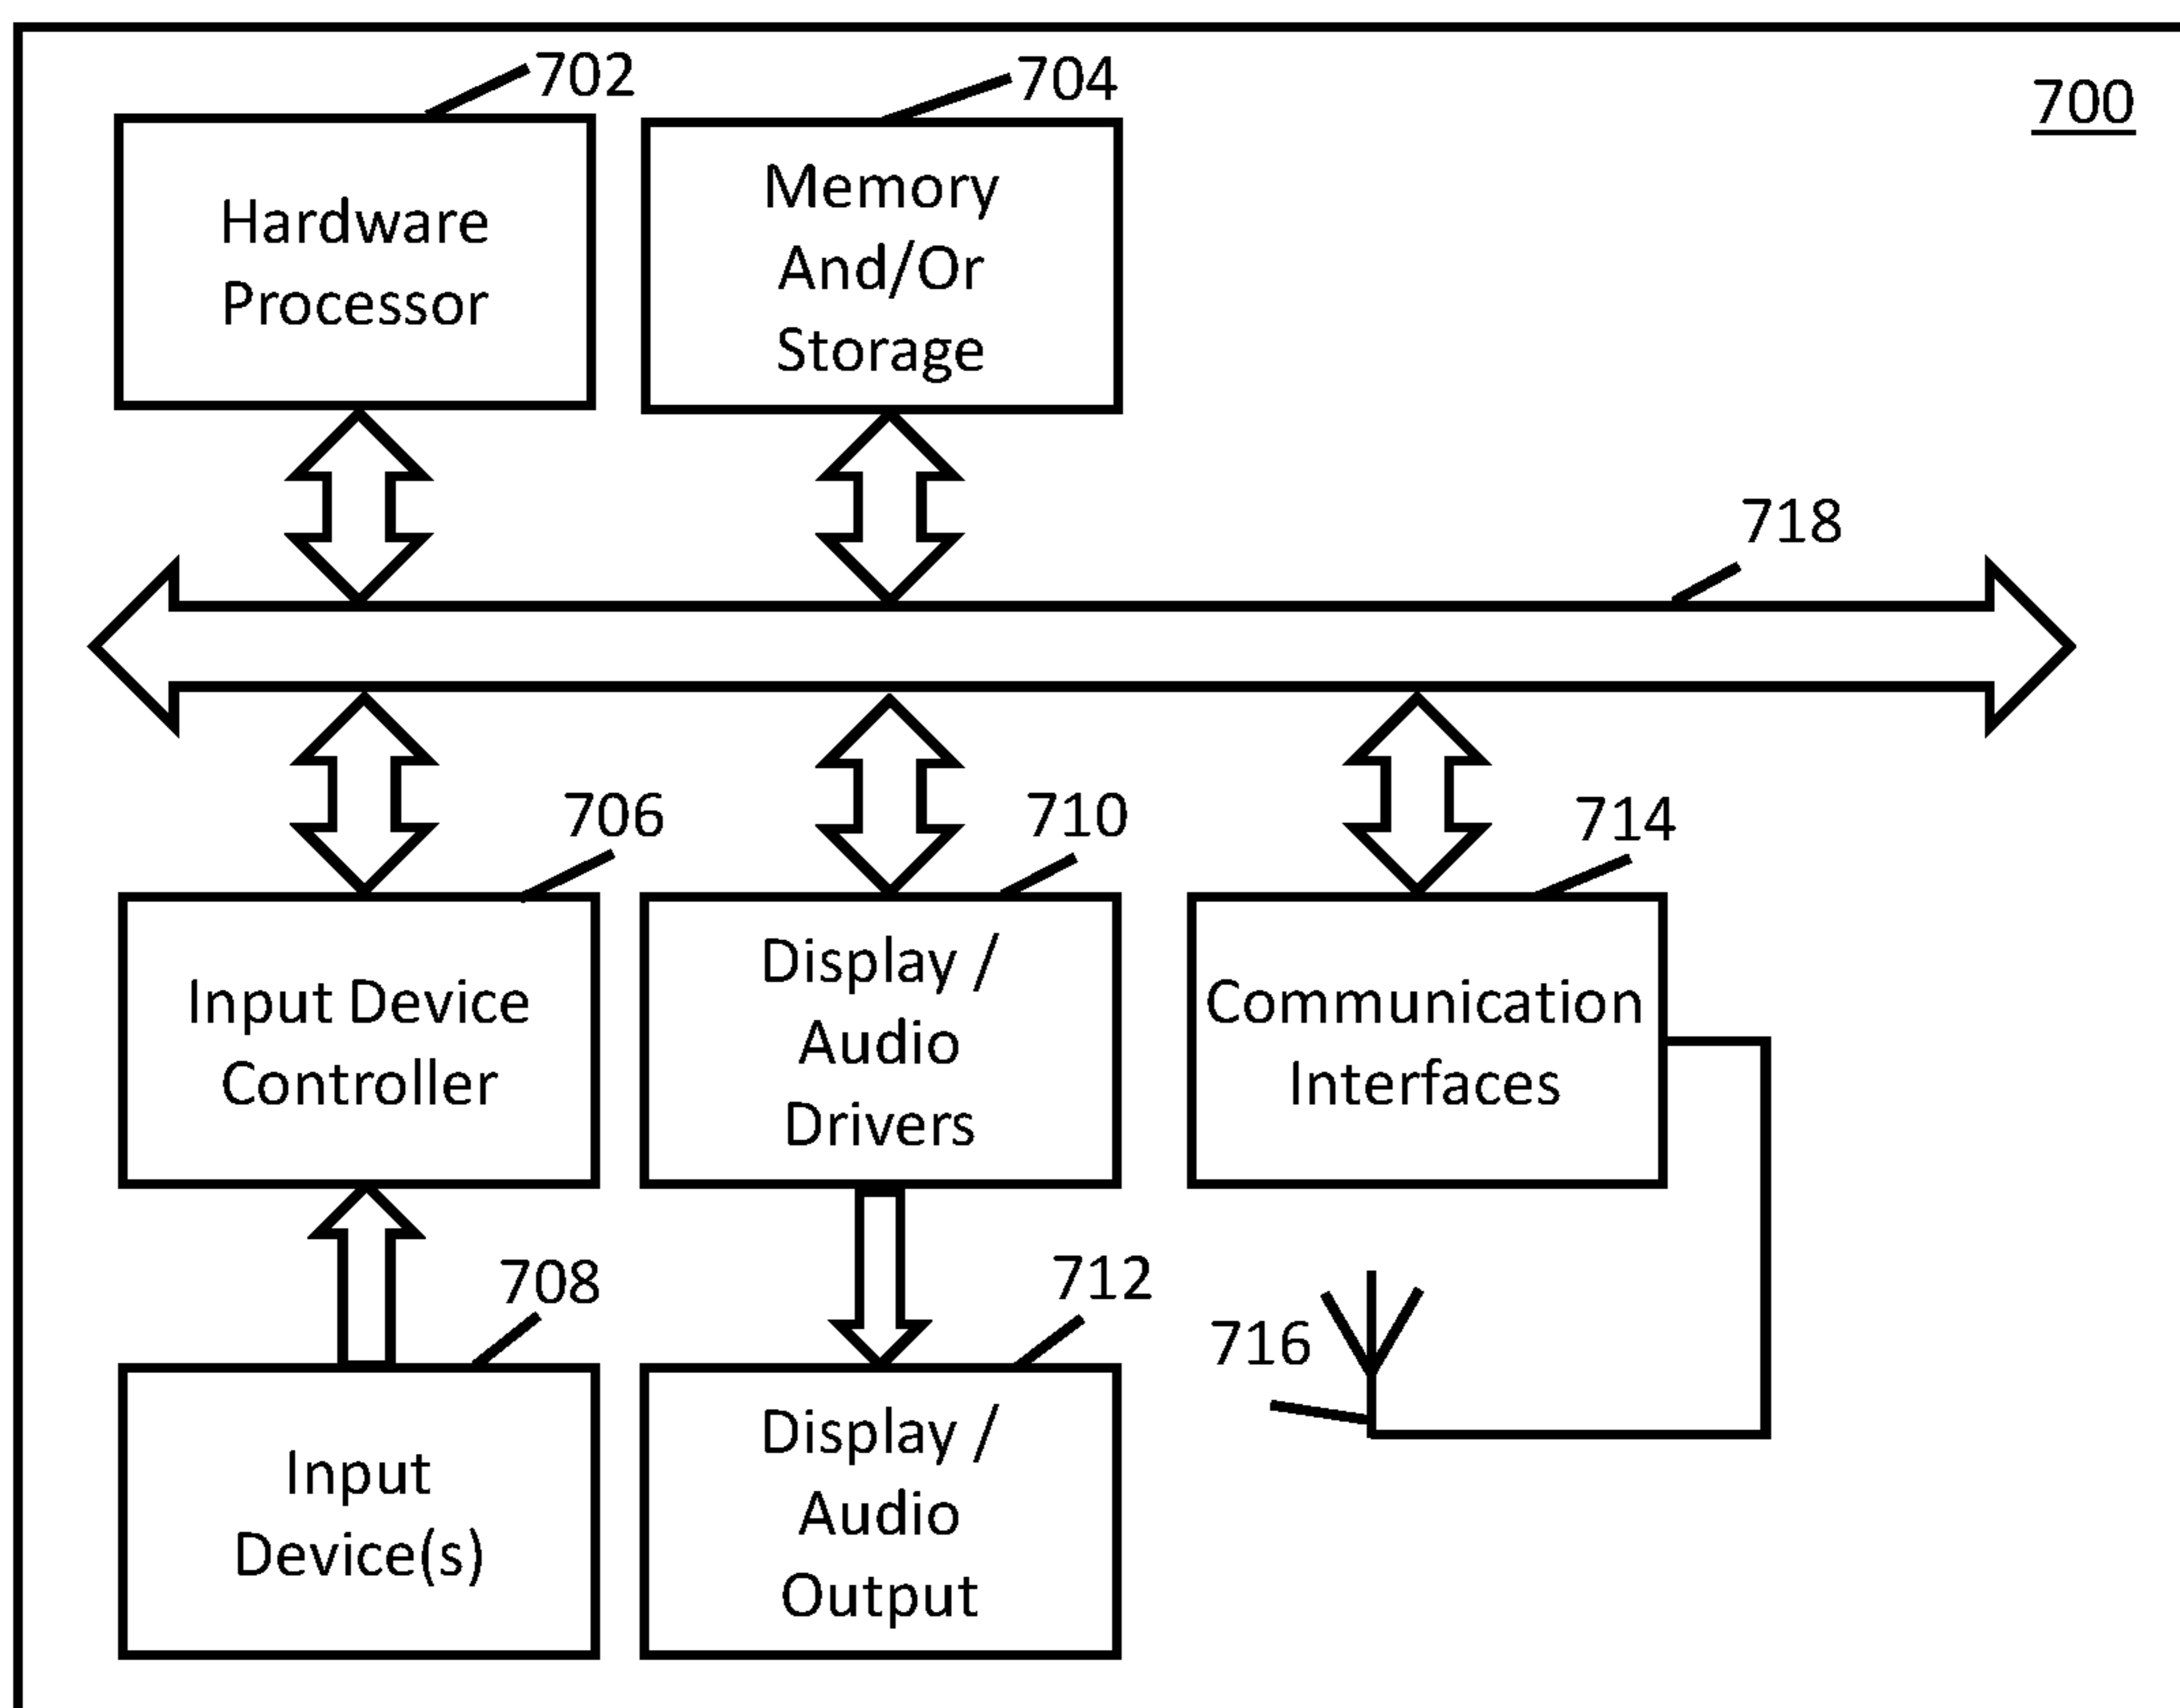 702
704
700
Hardware
Processor
Memory
And/Or
Storage
718
706
710
714
Input Device
Controller
Display /
Audio
Drivers
Communication
Interfaces
708
712
716
Input
Device(s)
Display /
Audio
Output